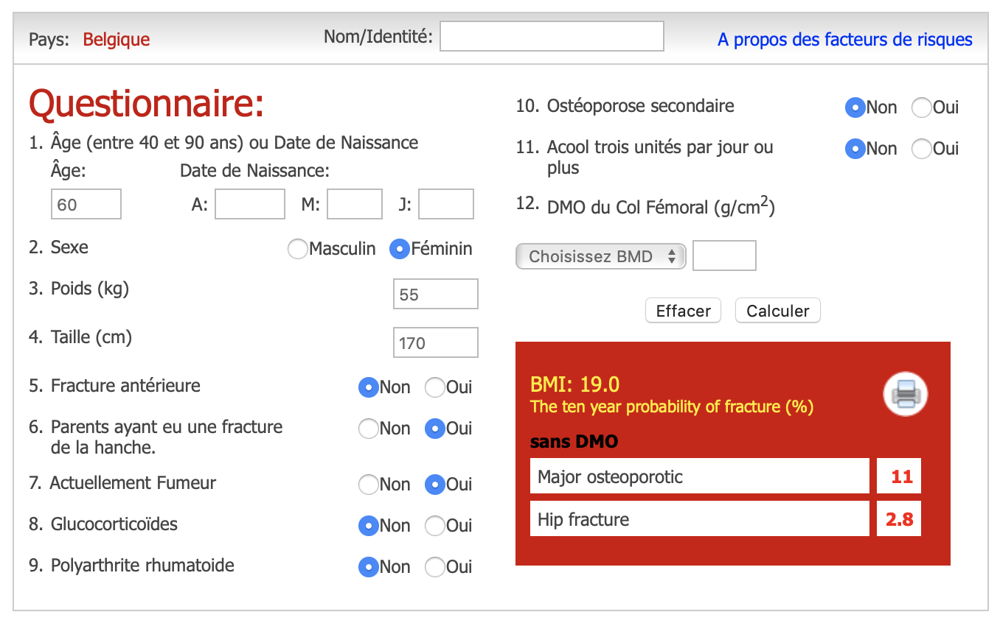 Pays: Belgique
Nom/Identité:
A propos des facteurs de risques
Questionnaire:
1. Âge (entre 40 et 90 ans) ou Date de Naissance
Âge:
Date de Naissance:
60
A:
M:
J:
2. Sexe
Masculin
Féminin
3. Poids (kg)
55
4. Taille (cm)
170
5. Fracture antérieure
Non
Oui
6. Parents ayant eu une fracture
de la hanche.
Non
Oui
7. Actuellement Fumeur
Non
Oui
8. Glucocorticoïdes
Non
Oui
9. Polyarthrite rhumatoide
Non
Oui
10. Ostéoporose secondaire
Non
Oui
11. Acool trois unités par jour ou
plus
Non
Oui
12. DMO du Col Fémoral (g/cm²)
Choisissez BMD
Effacer
Calculer
BMI: 19.0
The ten year probability of fracture (%)
sans DMO
Major osteoporotic
11
Hip fracture
2.8